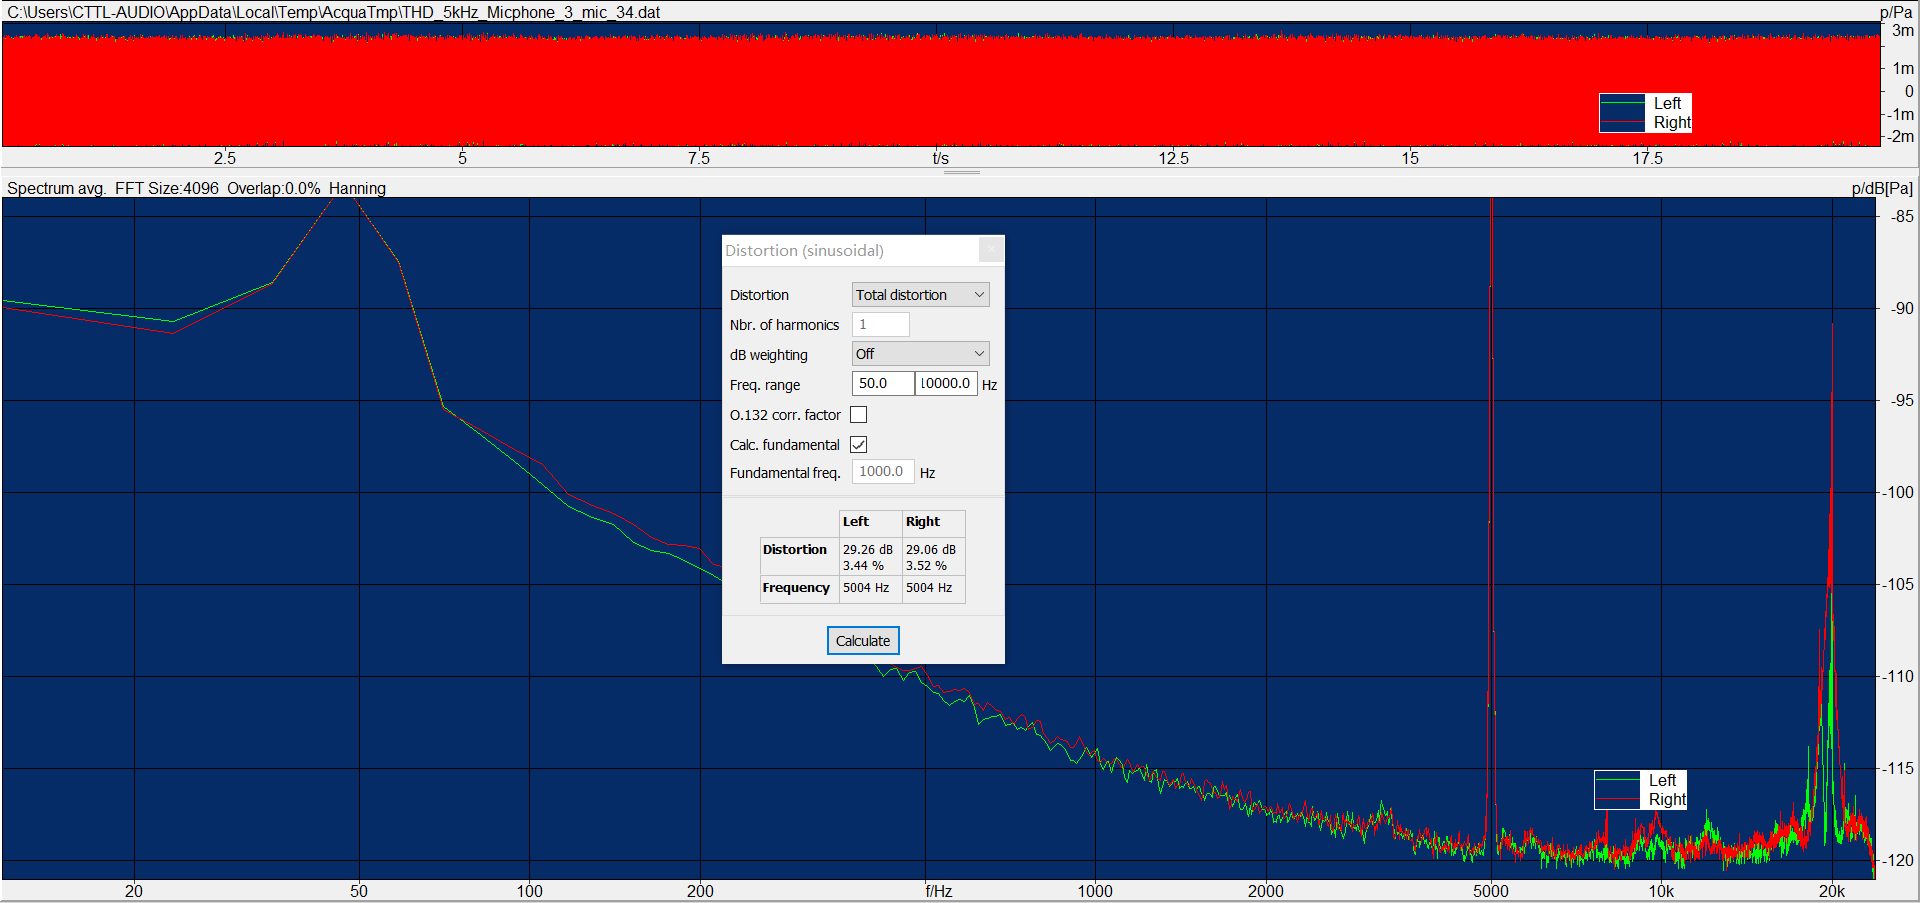 C:\Users\CTTL-AUDIO\AppData\Local\Temp\AcquaTmp\THD_5kHz_Micphone_3_mic_34.dat p/Pa
3m
1m
0
-1m
-2m
Left
Right
2.5 5 7.5 t/s 12.5 15 17.5
Spectrum avg. FFT Size:4096 Overlap:0.0% Hanning p/dB[Pa]
-85
-90
-95
-100
-105
-110
-115
-120
Distortion (sinusoidal)
Distortion Total distortion
Nbr. of harmonics 1
dB weighting Off
Freq. range 50.0 10000.0 Hz
O.132 corr. factor
Calc. fundamental
Fundamental freq. 1000.0 Hz
Left Right
Distortion 29.26 dB 29.06 dB
3.44 % 3.52 %
Frequency 5004 Hz 5004 Hz
Calculate
Left
Right
20 50 100 200 f/Hz 1000 2000 5000 10k 20k